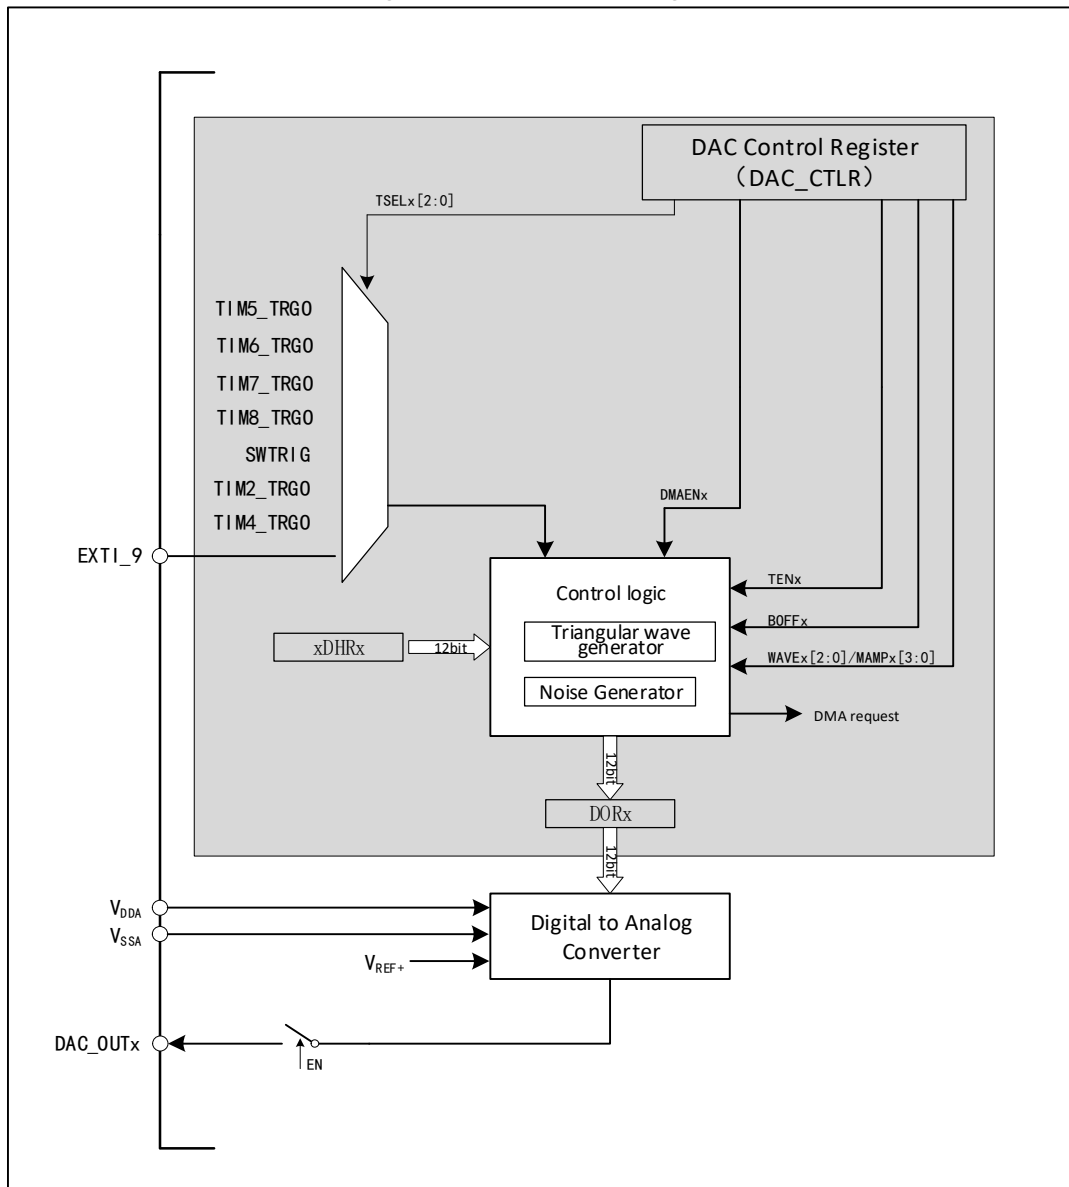 DAC Control Register
（DAC_CTLR）
TSELx[2:0]
TIM5_TRGO
TIM6_TRGO
TIM7_TRGO
TIM8_TRGO
SWTRIG
TIM2_TRGO
TIM4_TRGO
EXTI_9
DMAENx
Control logic
Triangular wave
generator
Noise Generator
xDHRx
12bit
TENx
BOFFx
WAVEx[2:0]/MAMPx[3:0]
DMA request
12bit
DORx
12bit
Digital to Analog
Converter
VDDA
VSSA
VREF+
DAC_OUTx
EN